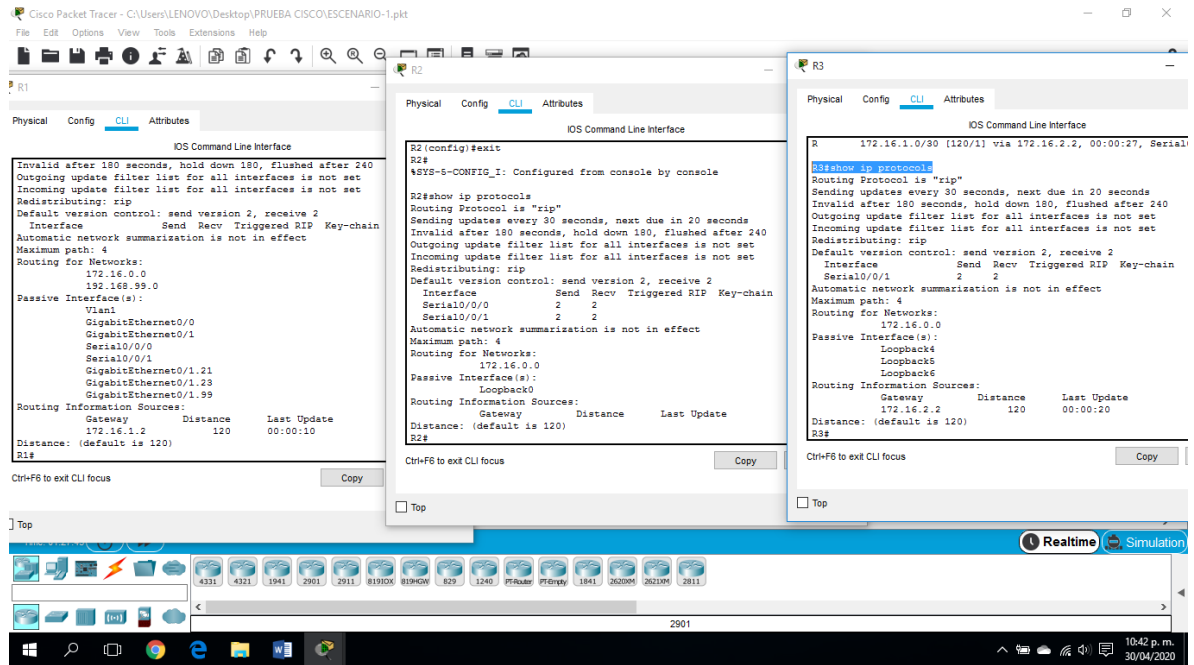 Cisco Packet Tracer - C:\Users\LENOVO\Desktop\PRUEBA CISCO\ESCENARIO-1.pkt
File Edit Options View Tools Extensions Help
R1
Physical Config CLI Attributes
IOS Command Line Interface
Invalid after 180 seconds, hold down 180, flushed after 240
Outgoing update filter list for all interfaces is not set
Incoming update filter list for all interfaces is not set
Redistributing: rip
Default version control: send version 2, receive 2
Interface Send Recv Triggered RIP Key-chain
Automatic network summarization is not in effect
Maximum path: 4
Routing for Networks:
172.16.0.0
192.168.99.0
Passive Interface(s):
Vlan1
GigabitEthernet0/0
GigabitEthernet0/1
Serial0/0/0
Serial0/0/1
GigabitEthernet0/1.21
GigabitEthernet0/1.23
GigabitEthernet0/1.99
Routing Information Sources:
Gateway Distance Last Update
172.16.1.2 120 00:00:10
Distance: (default is 120)
R1#
Ctrl+F6 to exit CLI focus
Copy
Top
R2
Physical Config CLI Attributes
IOS Command Line Interface
R2(config)#exit
R2#
%SYS-5-CONFIG_I: Configured from console by console
R2#show ip protocols
Routing Protocol is "rip"
Sending updates every 30 seconds, next due in 20 seconds
Invalid after 180 seconds, hold down 180, flushed after 240
Outgoing update filter list for all interfaces is not set
Incoming update filter list for all interfaces is not set
Redistributing: rip
Default version control: send version 2, receive 2
Interface Send Recv Triggered RIP Key-chain
Serial0/0/0 2 2
Serial0/0/1 2 2
Automatic network summarization is not in effect
Maximum path: 4
Routing for Networks:
172.16.0.0
Passive Interface(s):
Loopback0
Routing Information Sources:
Gateway Distance Last Update
Distance: (default is 120)
R2#
Ctrl+F6 to exit CLI focus
Copy
Top
R3
Physical Config CLI Attributes
IOS Command Line Interface
R 172.16.1.0/30 [120/1] via 172.16.2.2, 00:00:27, Serial
R3#show ip protocols
Routing Protocol is "rip"
Sending updates every 30 seconds, next due in 20 seconds
Invalid after 180 seconds, hold down 180, flushed after 240
Outgoing update filter list for all interfaces is not set
Incoming update filter list for all interfaces is not set
Redistributing: rip
Default version control: send version 2, receive 2
Interface Send Recv Triggered RIP Key-chain
Serial0/0/1 2 2
Automatic network summarization is not in effect
Maximum path: 4
Routing for Networks:
172.16.0.0
Passive Interface(s):
Loopback4
Loopback5
Loopback6
Routing Information Sources:
Gateway Distance Last Update
172.16.2.2 120 00:00:20
Distance: (default is 120)
R3#
Ctrl+F6 to exit CLI focus
Copy
Top
Realtime
Simulation
4331 4321 1941 2901 2911 819IOX 819HGW 829 1240 PT-Router PT-Empty 1841 2620XM 2621XM 2811
2901
10:42 p. m.
30/04/2020